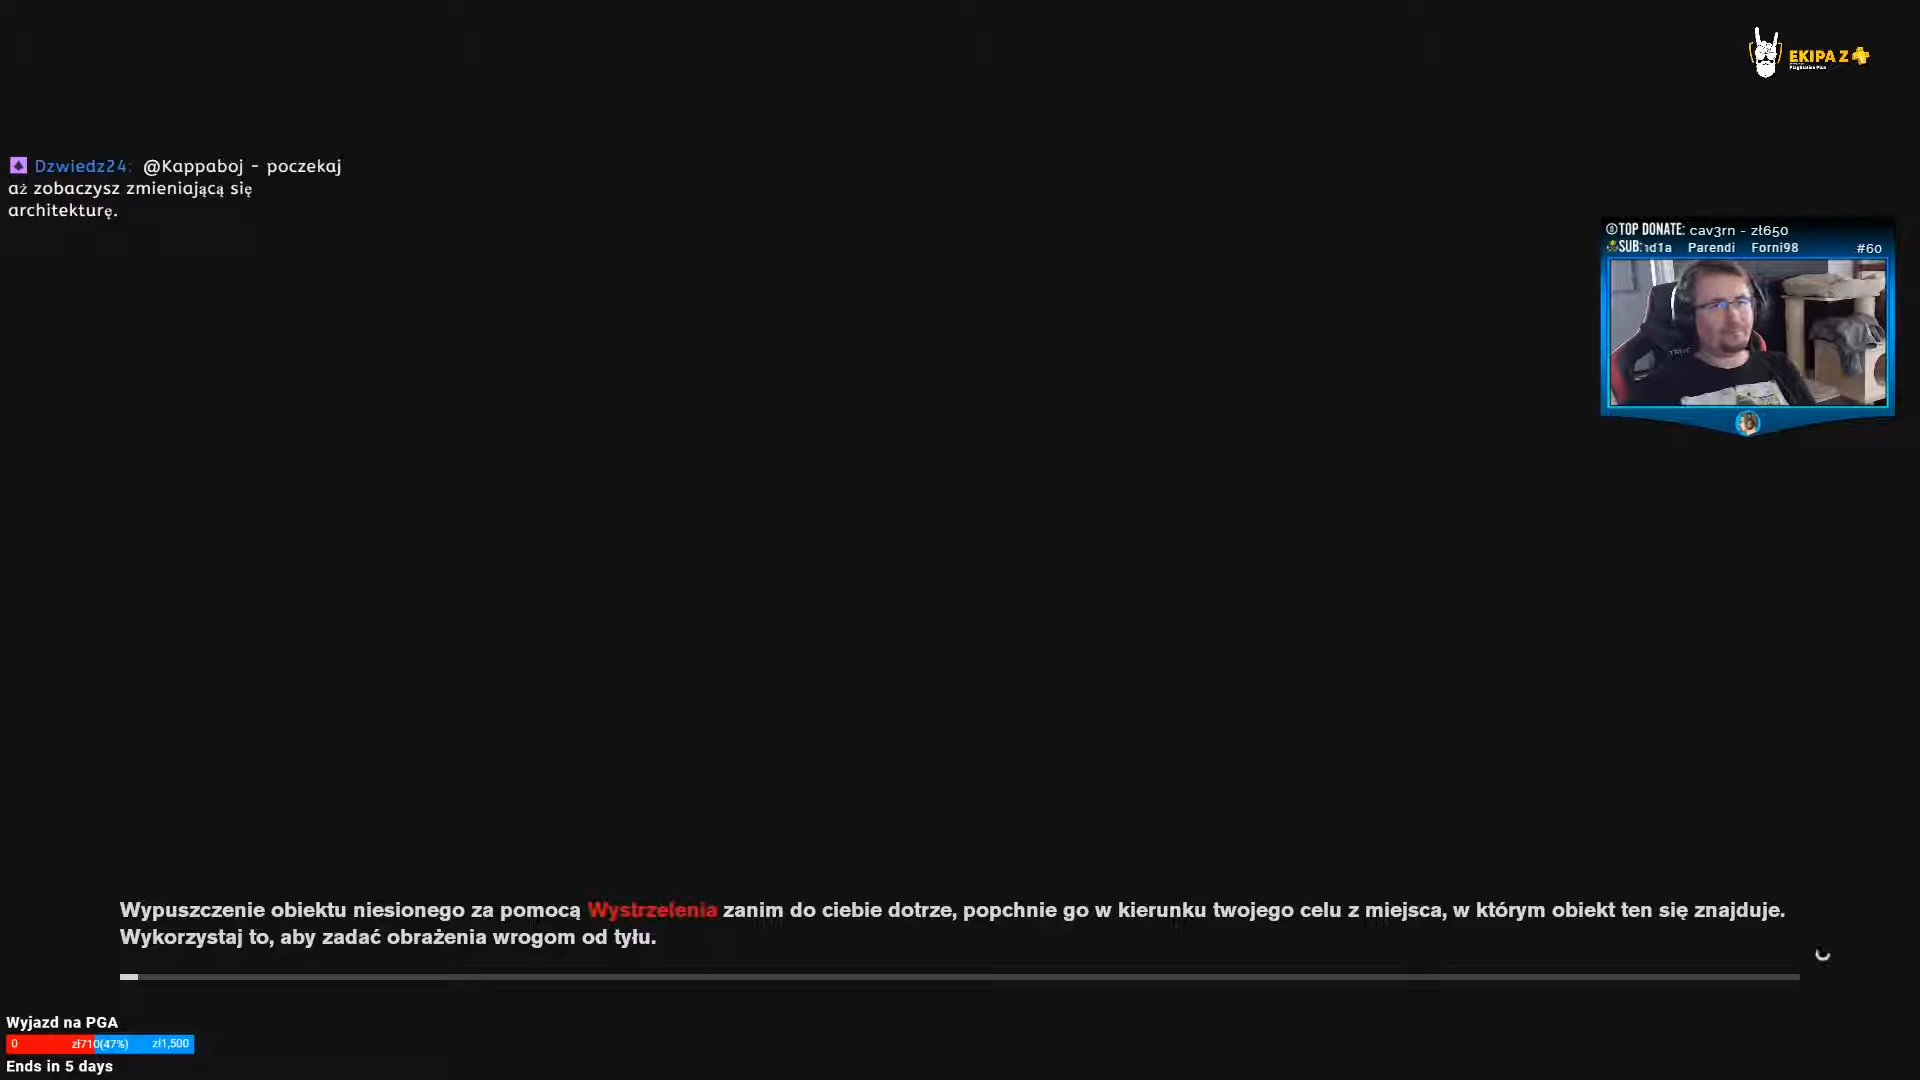 EKIPA Z
PlayStation Plus
Dzwiedz24: @Kappaboj - poczekaj
aż zobaczysz zmieniającą się
architekturę.
TOP DONATE: cav3rn - zł650
SUB: d1a Parendi Forni98 #60
Wypuszczenie obiektu niesionego za pomocą Wystrzelenia zanim do ciebie dotrze, popchnie go w kierunku twojego celu z miejsca, w którym obiekt ten się znajduje.
Wykorzystaj to, aby zadać obrażenia wrogom od tyłu.
Wyjazd na PGA
0 zł710(47%) zł1,500
Ends in 5 days